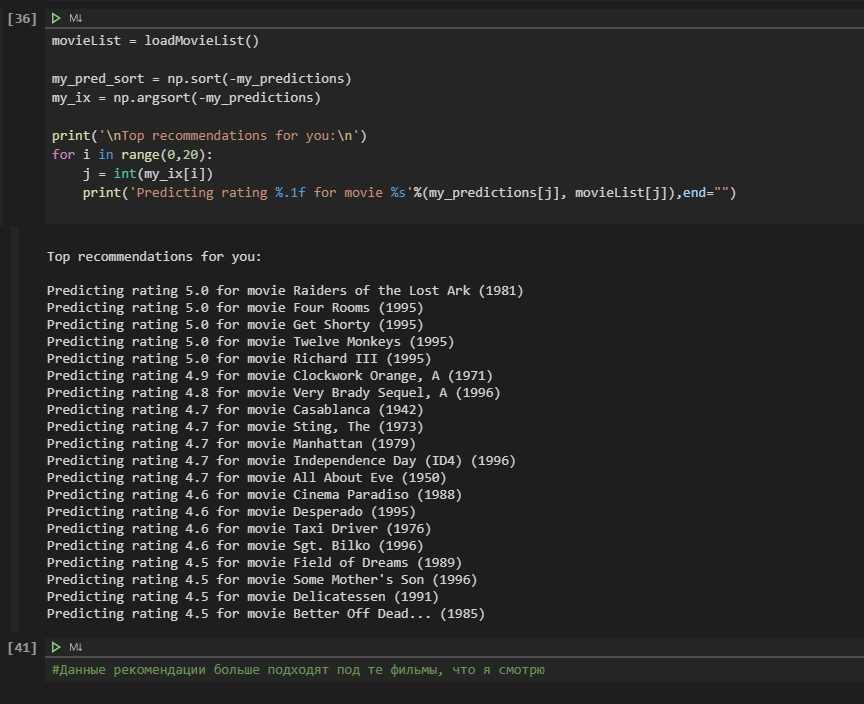 [36] M↓
movieList = loadMovieList()
my_pred_sort = np.sort(-my_predictions)
my_ix = np.argsort(-my_predictions)
print('\nTop recommendations for you:\n')
for i in range(0,20):
    j = int(my_ix[i])
    print('Predicting rating %.1f for movie %s'%(my_predictions[j], movieList[j]),end="")
Top recommendations for you:
Predicting rating 5.0 for movie Raiders of the Lost Ark (1981)
Predicting rating 5.0 for movie Four Rooms (1995)
Predicting rating 5.0 for movie Get Shorty (1995)
Predicting rating 5.0 for movie Twelve Monkeys (1995)
Predicting rating 5.0 for movie Richard III (1995)
Predicting rating 4.9 for movie Clockwork Orange, A (1971)
Predicting rating 4.8 for movie Very Brady Sequel, A (1996)
Predicting rating 4.7 for movie Casablanca (1942)
Predicting rating 4.7 for movie Sting, The (1973)
Predicting rating 4.7 for movie Manhattan (1979)
Predicting rating 4.7 for movie Independence Day (ID4) (1996)
Predicting rating 4.7 for movie All About Eve (1950)
Predicting rating 4.6 for movie Cinema Paradiso (1988)
Predicting rating 4.6 for movie Desperado (1995)
Predicting rating 4.6 for movie Taxi Driver (1976)
Predicting rating 4.6 for movie Sgt. Bilko (1996)
Predicting rating 4.5 for movie Field of Dreams (1989)
Predicting rating 4.5 for movie Some Mother's Son (1996)
Predicting rating 4.5 for movie Delicatessen (1991)
Predicting rating 4.5 for movie Better Off Dead... (1985)
[41] M↓
#Данные рекомендации больше подходят под те фильмы, что я смотрю